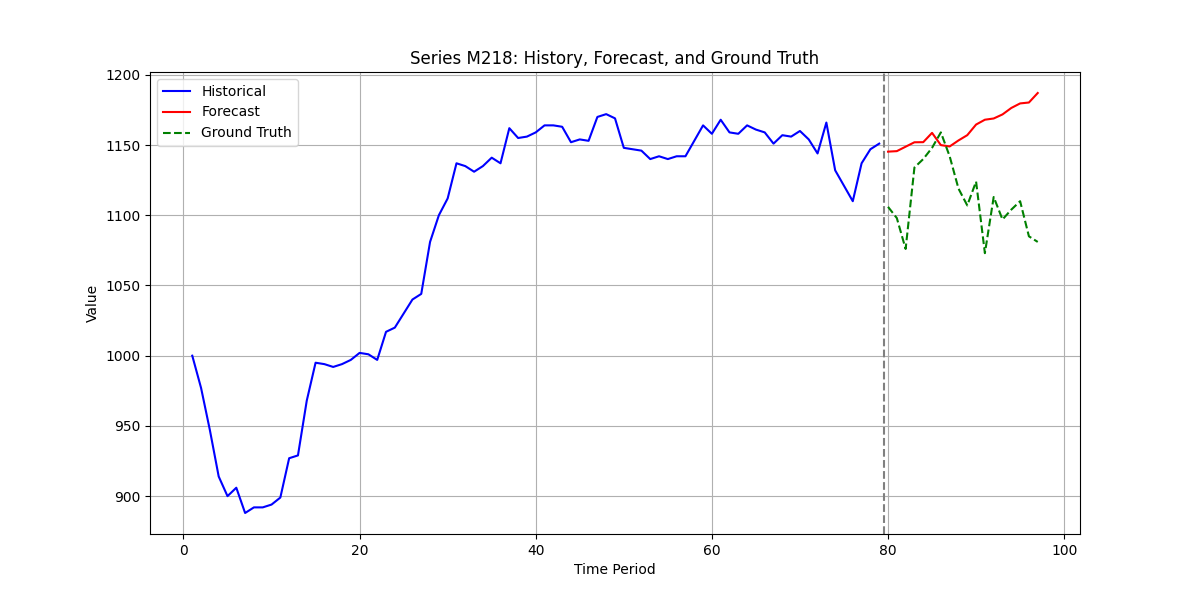 Series M218: History, Forecast, and Ground Truth
Historical
Forecast
Ground Truth
1200
1150
1100
1050
1000
950
900
Value
0 20 40 60 80 100
Time Period